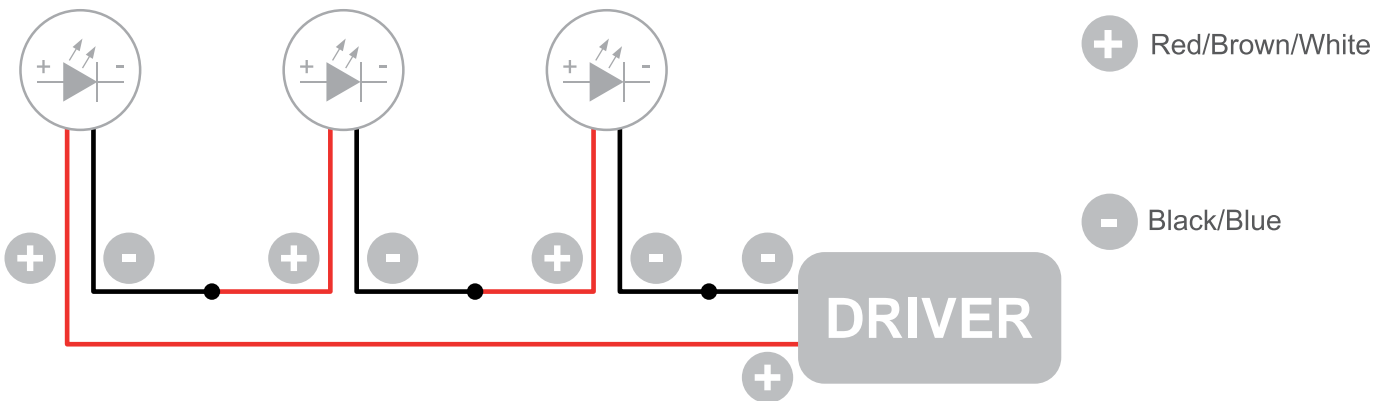 + - + - + -
+ Red/Brown/White
- Black/Blue
+ - + - + - -
DRIVER
+